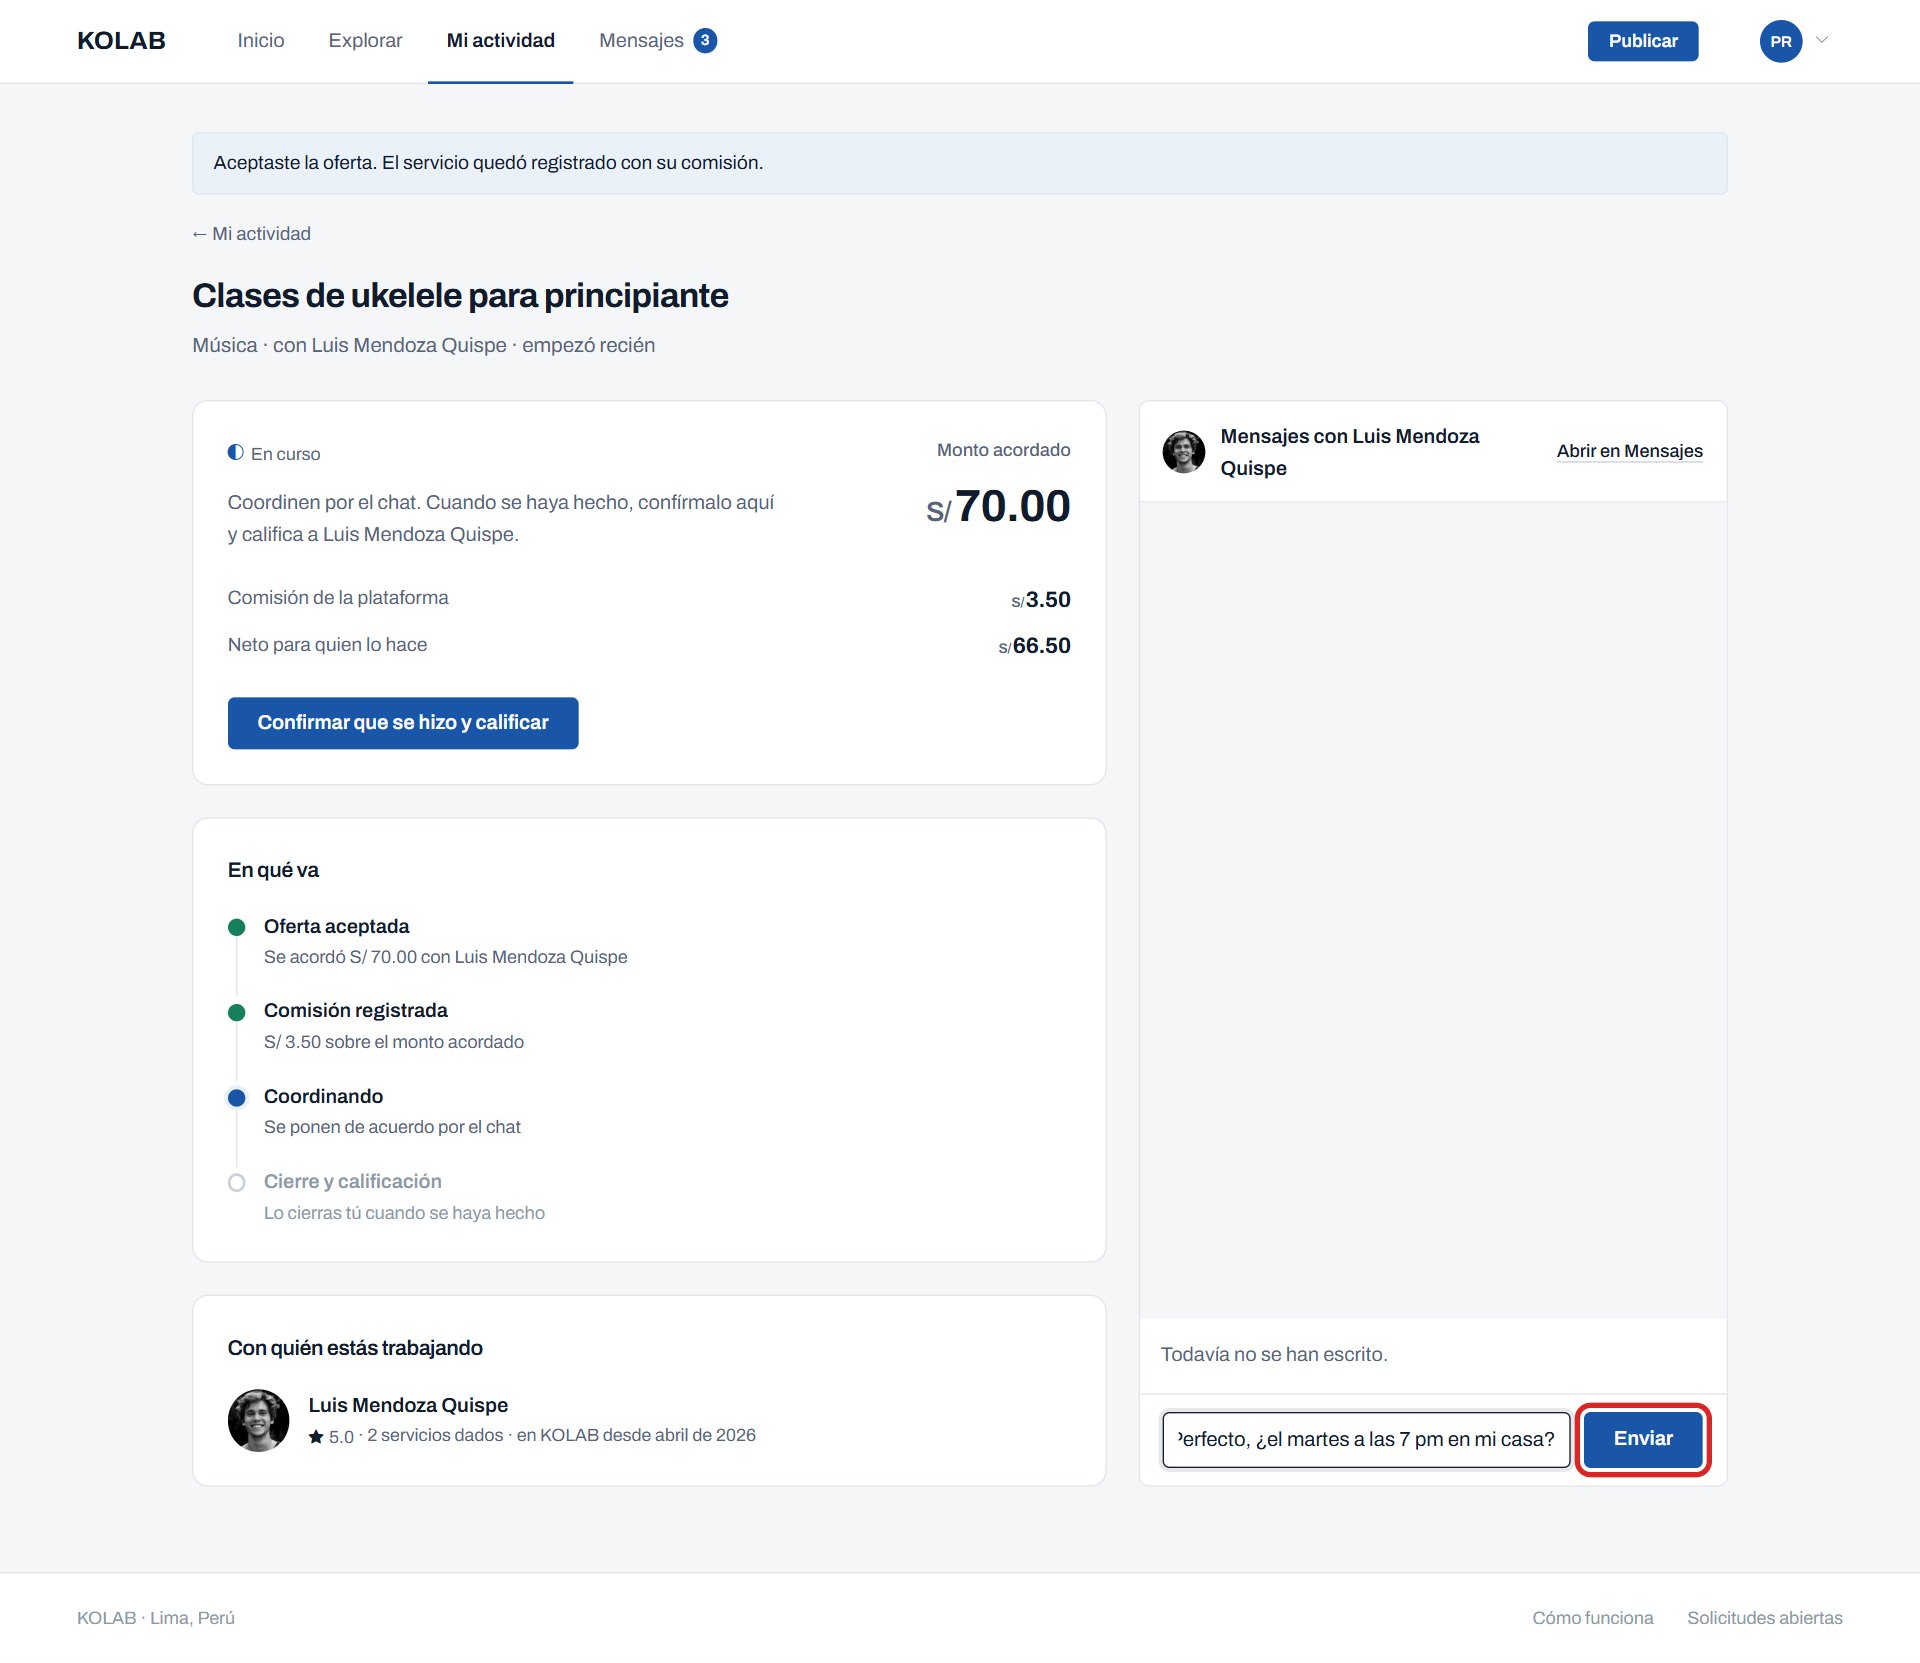 KOLAB
Inicio
Explorar
Mi actividad
Mensajes 3
Publicar
PR
Aceptaste la oferta. El servicio quedó registrado con su comisión.
← Mi actividad
Clases de ukelele para principiante
Música · con Luis Mendoza Quispe · empezó recién
En curso
Coordinen por el chat. Cuando se haya hecho, confírmalo aquí
y califica a Luis Mendoza Quispe.
Monto acordado
S/70.00
Comisión de la plataforma
S/3.50
Neto para quien lo hace
S/66.50
Confirmar que se hizo y calificar
En qué va
Oferta aceptada
Se acordó S/ 70.00 con Luis Mendoza Quispe
Comisión registrada
S/ 3.50 sobre el monto acordado
Coordinando
Se ponen de acuerdo por el chat
Cierre y calificación
Lo cierras tú cuando se haya hecho
Con quién estás trabajando
Luis Mendoza Quispe
★ 5.0 · 2 servicios dados · en KOLAB desde abril de 2026
Mensajes con Luis Mendoza
Quispe
Abrir en Mensajes
Todavía no se han escrito.
Perfecto, ¿el martes a las 7 pm en mi casa?
Enviar
KOLAB · Lima, Perú
Cómo funciona
Solicitudes abiertas